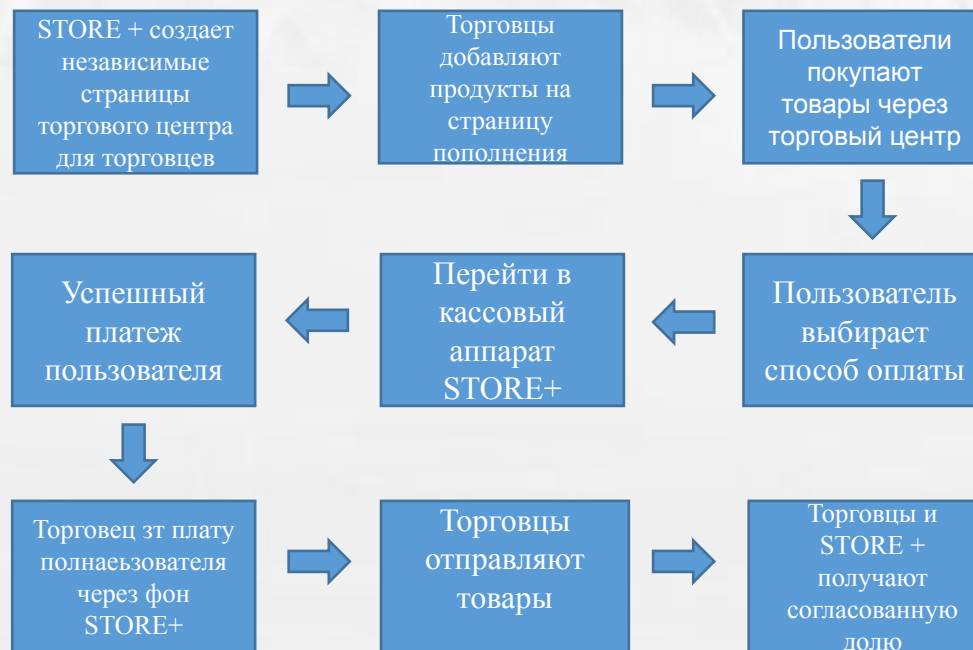 STORE + создает
независимые
страницы
торгового центра
для торговцев
Торговцы
добавляют
продукты на
страницу
пополнения
Пользователи
покупают
товары через
торговый центр
Пользователь
выбирает
способ оплаты
Перейти в
кассовый
аппарат
STORE+
Успешный
платеж
пользователя
Торговец зт плату
полнаеьзователя
через фон
STORE+
Торговцы
отправляют
товары
Торговцы и
STORE +
получают
согласованную
долю